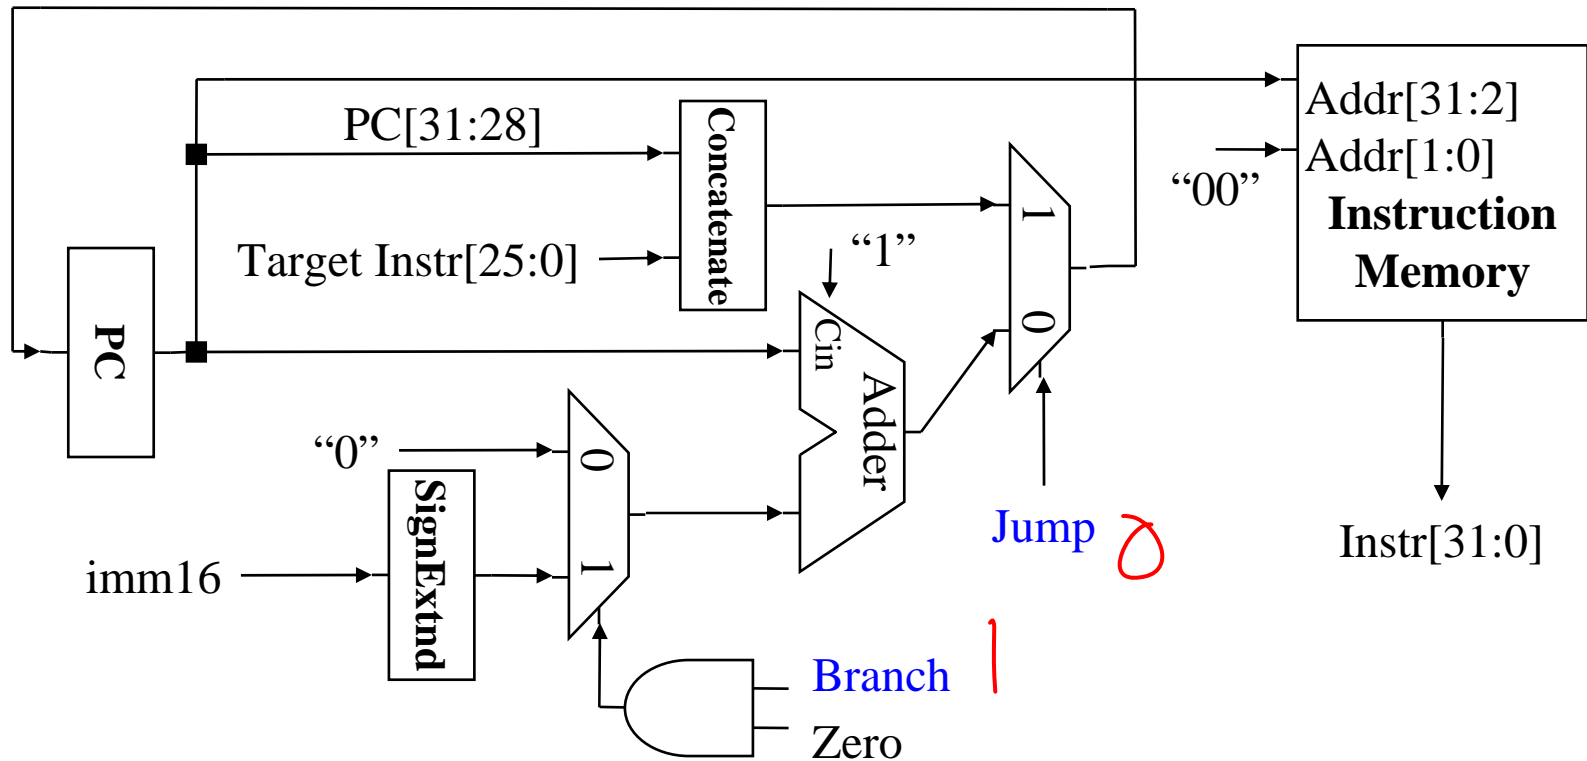 PC[31:28]
Concatenate
Addr[31:2]
Addr[1:0]
“00”
Instruction
Memory
1
Target Instr[25:0]
“1”
PC
Cin
0
Adder
“0”
0
SignExtnd
Jump 0
Instr[31:0]
imm16
1
Branch 1
Zero